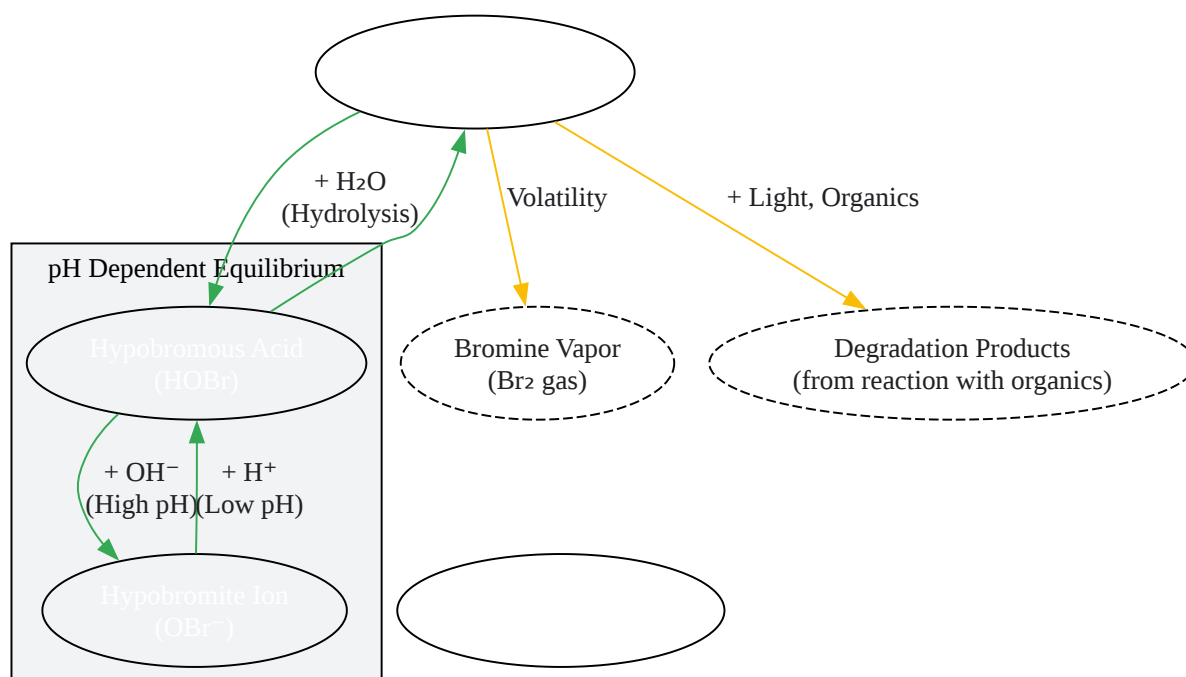 + H₂O
(Hydrolysis)
Volatility
+ Light, Organics
pH Dependent Equilibrium
Hypobromous Acid
(HOBr)
Bromine Vapor
(Br₂ gas)
Degradation Products
(from reaction with organics)
+ OH⁻
(High pH)
+ H⁺
(Low pH)
Hypobromite Ion
(OBr⁻)